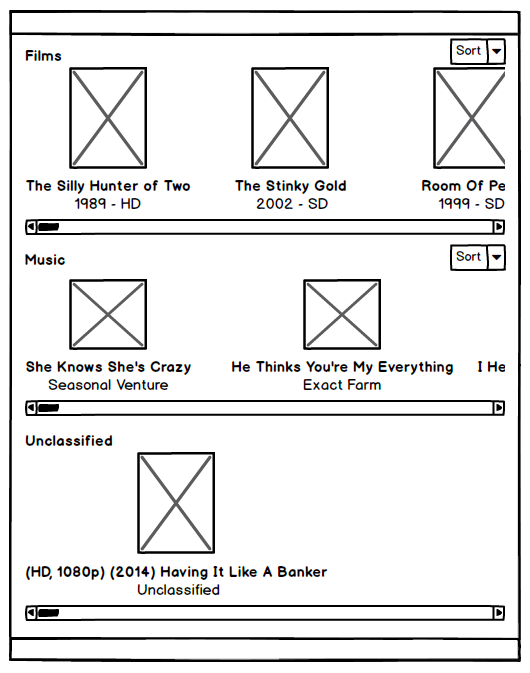 Films
Sort
The Silly Hunter of Two
The Stinky Gold
Room Of Pe
1989 - HD
2002 - SD
1999 - SD
Music
Sort
She Knows She's Crazy
He Thinks You're My Everything
I He
Seasonal Venture
Exact Farm
Unclassified
(HD, 1080p) (2014) Having It Like A Banker
Unclassified